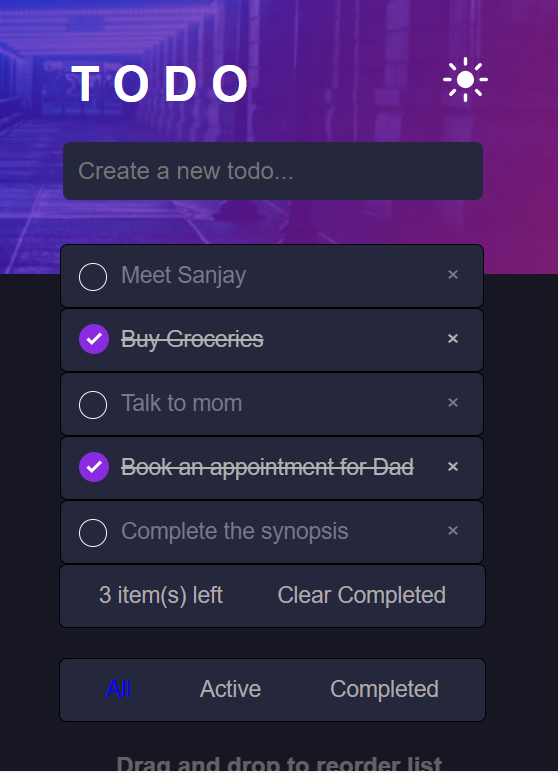 TODO
Create a new todo...
Meet Sanjay ×
Buy Groceries ×
Talk to mom ×
Book an appointment for Dad ×
Complete the synopsis ×
3 item(s) left Clear Completed
All Active Completed
Drag and drop to reorder list